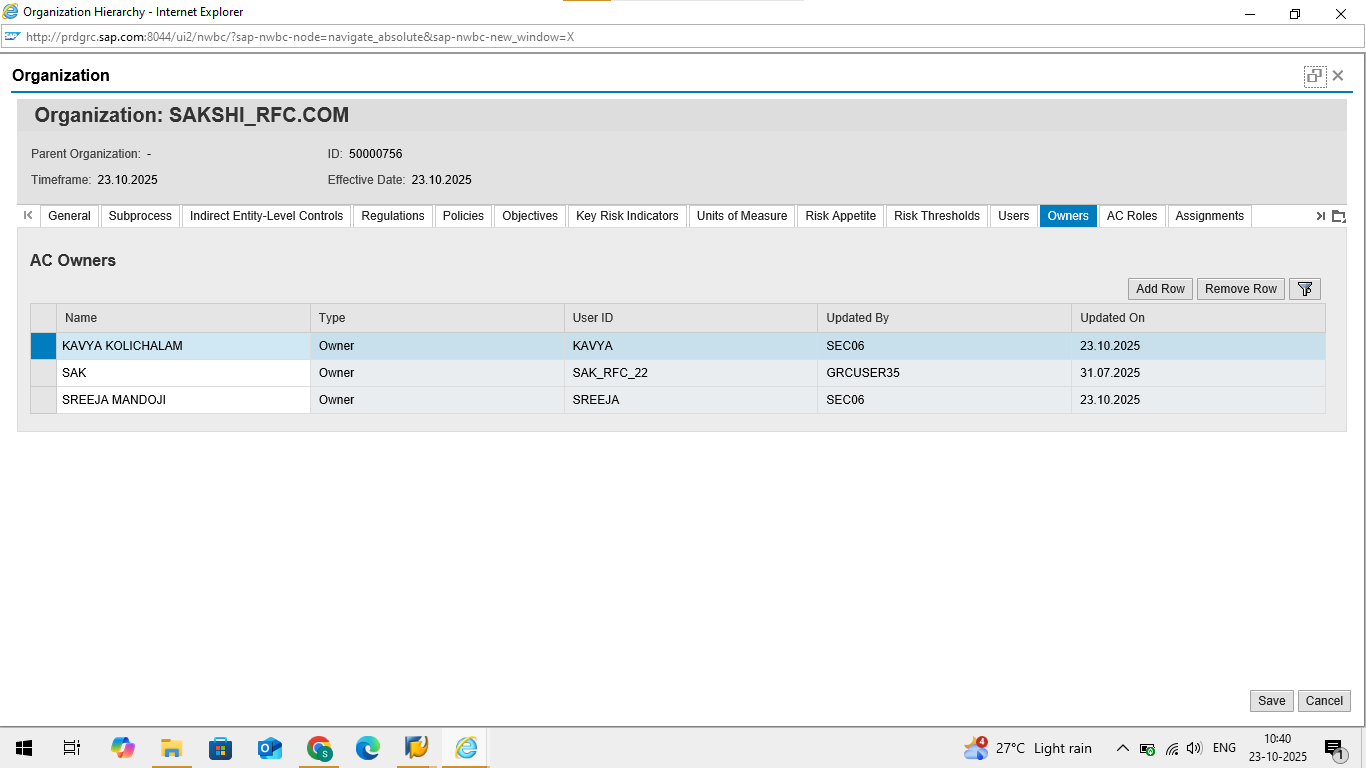 Organization Hierarchy - Internet Explorer
http://prdgrc.sap.com:8044/ui2/nwbc/?sap-nwbc-node=navigate_absolute&sap-nwbc-new_window=X
Organization
Organization: SAKSHI_RFC.COM
Parent Organization: - ID: 50000756
Timeframe: 23.10.2025 Effective Date: 23.10.2025
General Subprocess Indirect Entity-Level Controls Regulations Policies Objectives Key Risk Indicators Units of Measure Risk Appetite Risk Thresholds Users Owners AC Roles Assignments
AC Owners
Add Row Remove Row
Name Type User ID Updated By Updated On
KAVYA KOLICHALAM Owner KAVYA SEC06 23.10.2025
SAK Owner SAK_RFC_22 GRCUSER35 31.07.2025
SREEJA MANDOJI Owner SREEJA SEC06 23.10.2025
Save Cancel
4 27°C Light rain ENG 10:40
23-10-2025 1